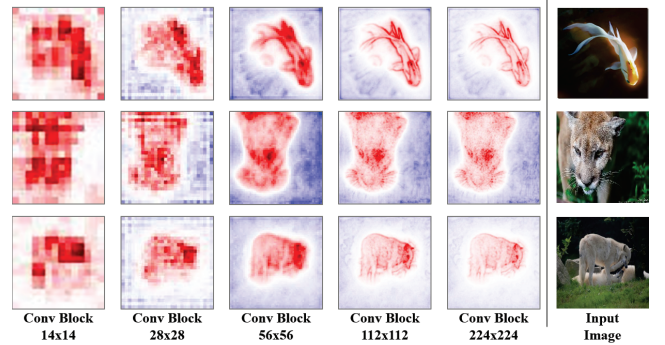 Conv Block Conv Block Conv Block Conv Block Conv Block Input
14x14 28x28 56x56 112x112 224x224 Image